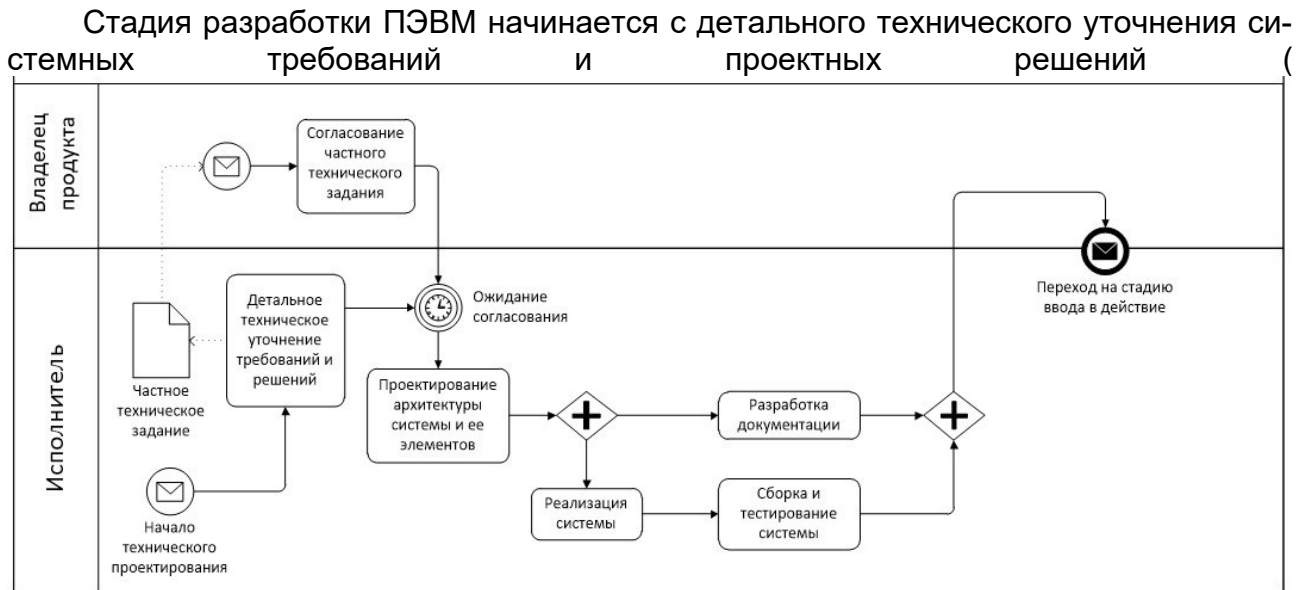 Стадия разработки ПЭВМ начинается с детального технического уточнения си-
стемных требований и проектных решений (
Владелец
продукта
Согласование
частного
технического
задания
Исполнитель
Детальное
техническое
уточнение
требований и
решений
Ожидание
согласования
Переход на стадию
ввода в действие
Частное
техническое
задание
Проектирование
архитектуры
системы и ее
элементов
Разработка
документации
Начало
технического
проектирования
Реализация
системы
Сборка и
тестирование
системы